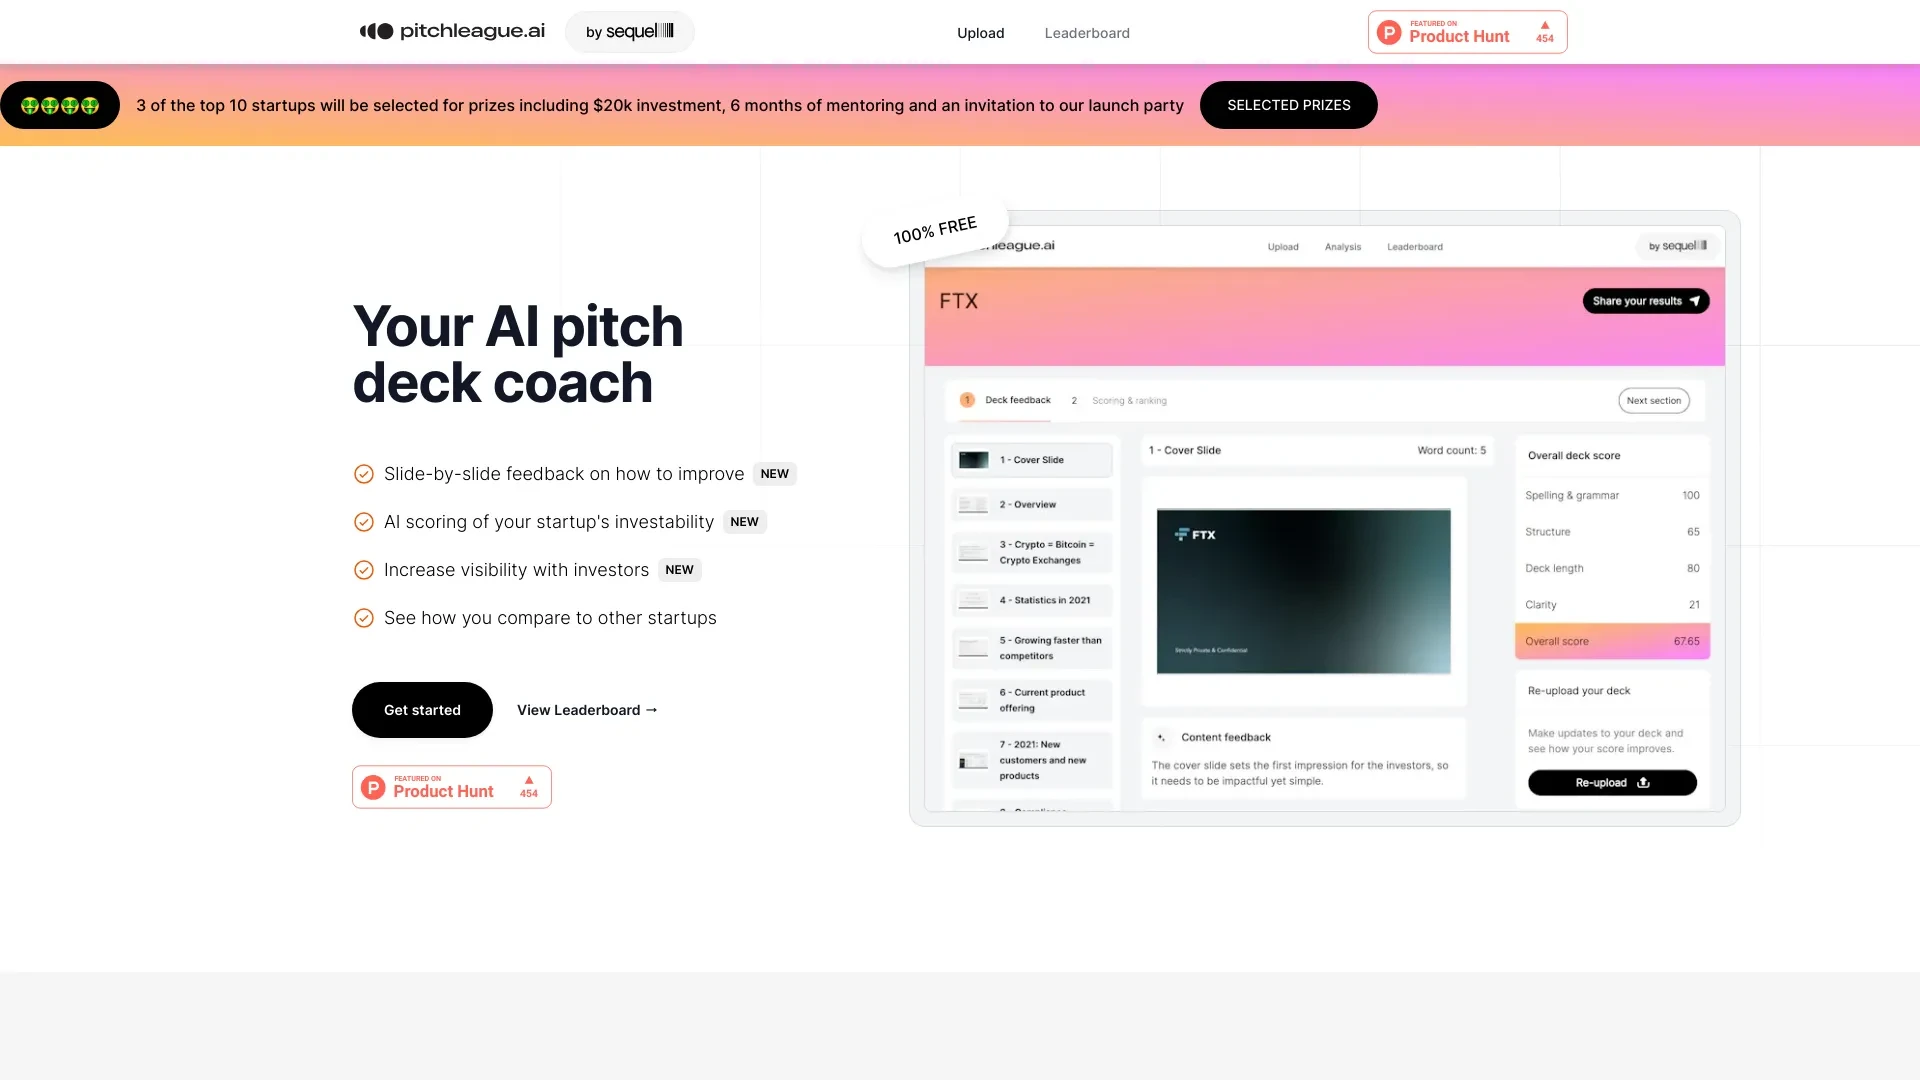 pitchleague.ai
by sequel
Upload
Leaderboard
FEATURED ON
Product Hunt
454
3 of the top 10 startups will be selected for prizes including $20k investment, 6 months of mentoring and an invitation to our launch party
SELECTED PRIZES
Your AI pitch
deck coach
Slide-by-slide feedback on how to improve NEW
AI scoring of your startup's investability NEW
Increase visibility with investors NEW
See how you compare to other startups
Get started
View Leaderboard →
FEATURED ON
Product Hunt
454
100% FREE
league.ai
Upload
Analysis
Leaderboard
by sequel
FTX
Share your results
1 Deck feedback
2 Scoring & ranking
Next section
1 - Cover Slide
2 - Overview
3 - Crypto = Bitcoin =
Crypto Exchanges
4 - Statistics in 2021
5 - Growing faster than
competitors
6 - Current product
offering
7 - 2021: New
customers and new
products
1 - Cover Slide
Word count: 5
FTX
Strictly Private & Confidential
Content feedback
The cover slide sets the first impression for the investors, so
it needs to be impactful yet simple.
Overall deck score
Spelling & grammar 100
Structure 65
Deck length 80
Clarity 21
Overall score 67.65
Re-upload your deck
Make updates to your deck and
see how your score improves.
Re-upload